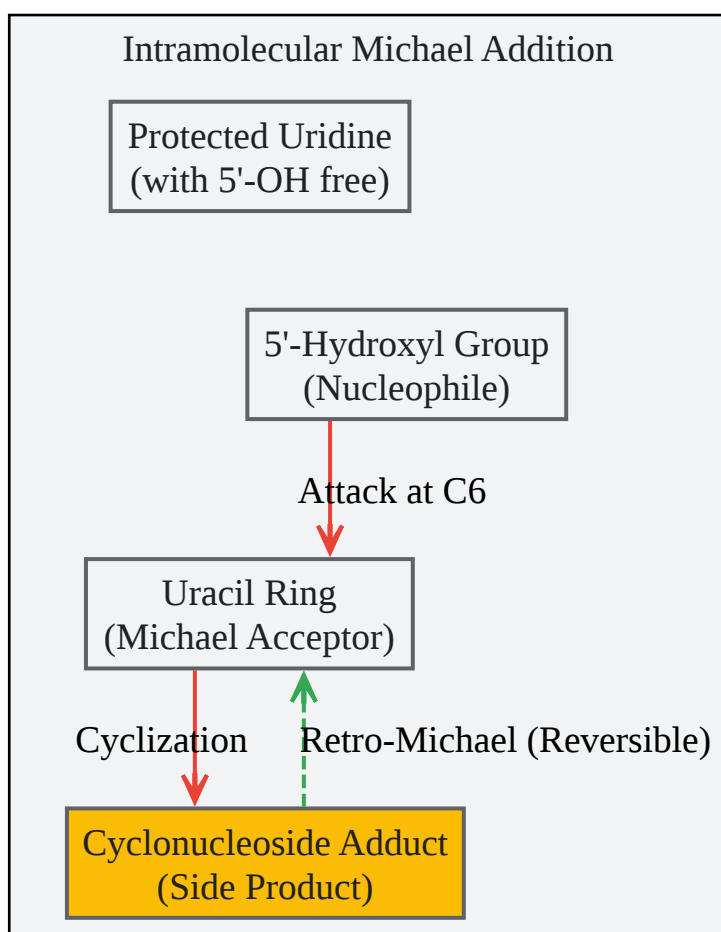 Intramolecular Michael Addition
Protected Uridine
(with 5'-OH free)
5'-Hydroxyl Group
(Nucleophile)
Attack at C6
Uracil Ring
(Michael Acceptor)
Cyclization
Retro-Michael (Reversible)
Cyclonucleoside Adduct
(Side Product)